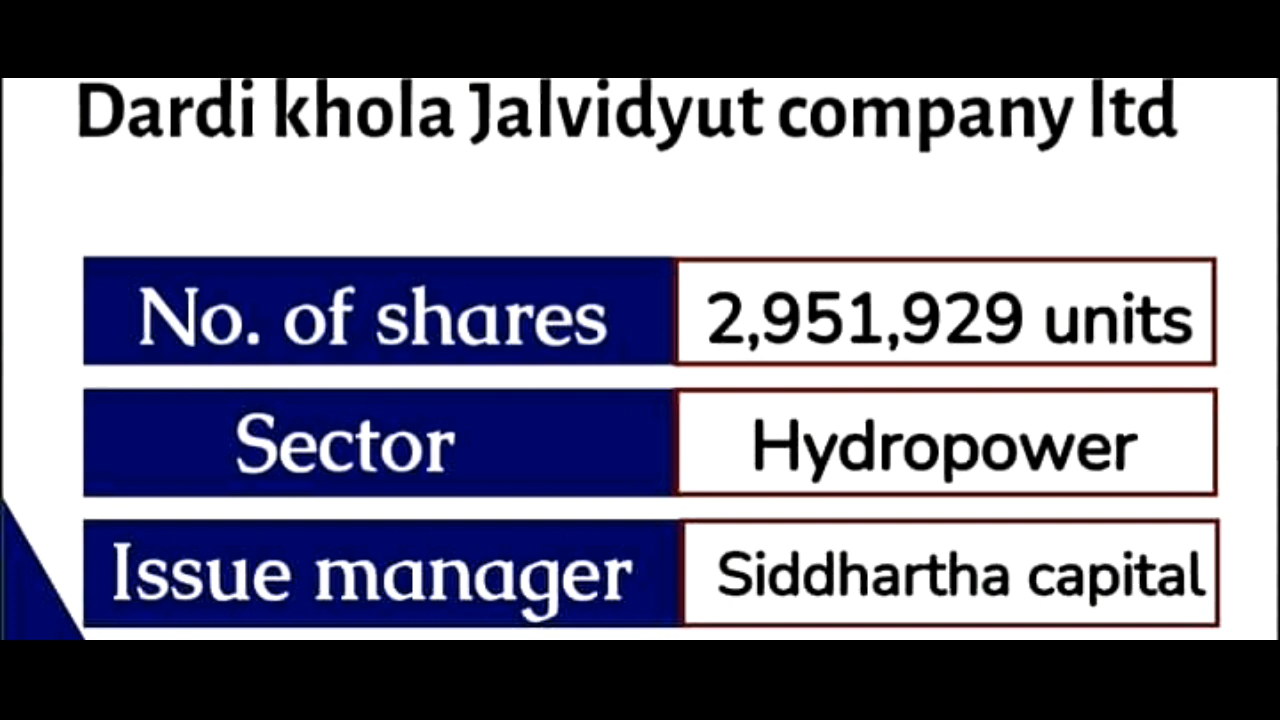 Dardi khola Jalvidyut company ltd
No. of shares 2,951,929 units
Sector Hydropower
Issue manager Siddhartha capital